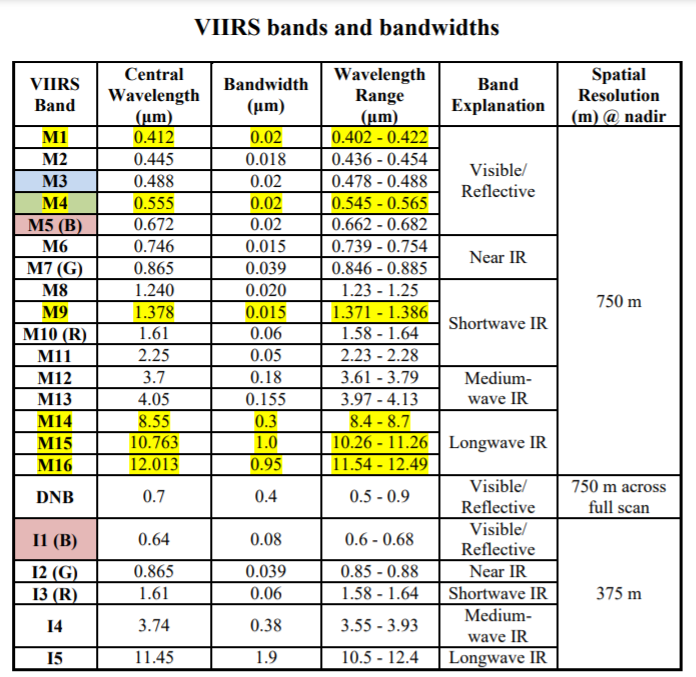 VIIRS bands and bandwidths
VIIRS Band | Central Wavelength (µm) | Bandwidth (µm) | Wavelength Range (µm) | Band Explanation | Spatial Resolution (m) @ nadir
M1 | 0.412 | 0.02 | 0.402 - 0.422 | Visible/ Reflective | 750 m
M2 | 0.445 | 0.018 | 0.436 - 0.454
M3 | 0.488 | 0.02 | 0.478 - 0.488
M4 | 0.555 | 0.02 | 0.545 - 0.565
M5 (B) | 0.672 | 0.02 | 0.662 - 0.682
M6 | 0.746 | 0.015 | 0.739 - 0.754 | Near IR
M7 (G) | 0.865 | 0.039 | 0.846 - 0.885
M8 | 1.240 | 0.020 | 1.23 - 1.25 | Shortwave IR
M9 | 1.378 | 0.015 | 1.371 - 1.386
M10 (R) | 1.61 | 0.06 | 1.58 - 1.64
M11 | 2.25 | 0.05 | 2.23 - 2.28
M12 | 3.7 | 0.18 | 3.61 - 3.79 | Medium-wave IR
M13 | 4.05 | 0.155 | 3.97 - 4.13
M14 | 8.55 | 0.3 | 8.4 - 8.7 | Longwave IR
M15 | 10.763 | 1.0 | 10.26 - 11.26
M16 | 12.013 | 0.95 | 11.54 - 12.49
DNB | 0.7 | 0.4 | 0.5 - 0.9 | Visible/ Reflective | 750 m across full scan
I1 (B) | 0.64 | 0.08 | 0.6 - 0.68 | Visible/ Reflective | 375 m
I2 (G) | 0.865 | 0.039 | 0.85 - 0.88 | Near IR
I3 (R) | 1.61 | 0.06 | 1.58 - 1.64 | Shortwave IR
I4 | 3.74 | 0.38 | 3.55 - 3.93 | Medium-wave IR
I5 | 11.45 | 1.9 | 10.5 - 12.4 | Longwave IR